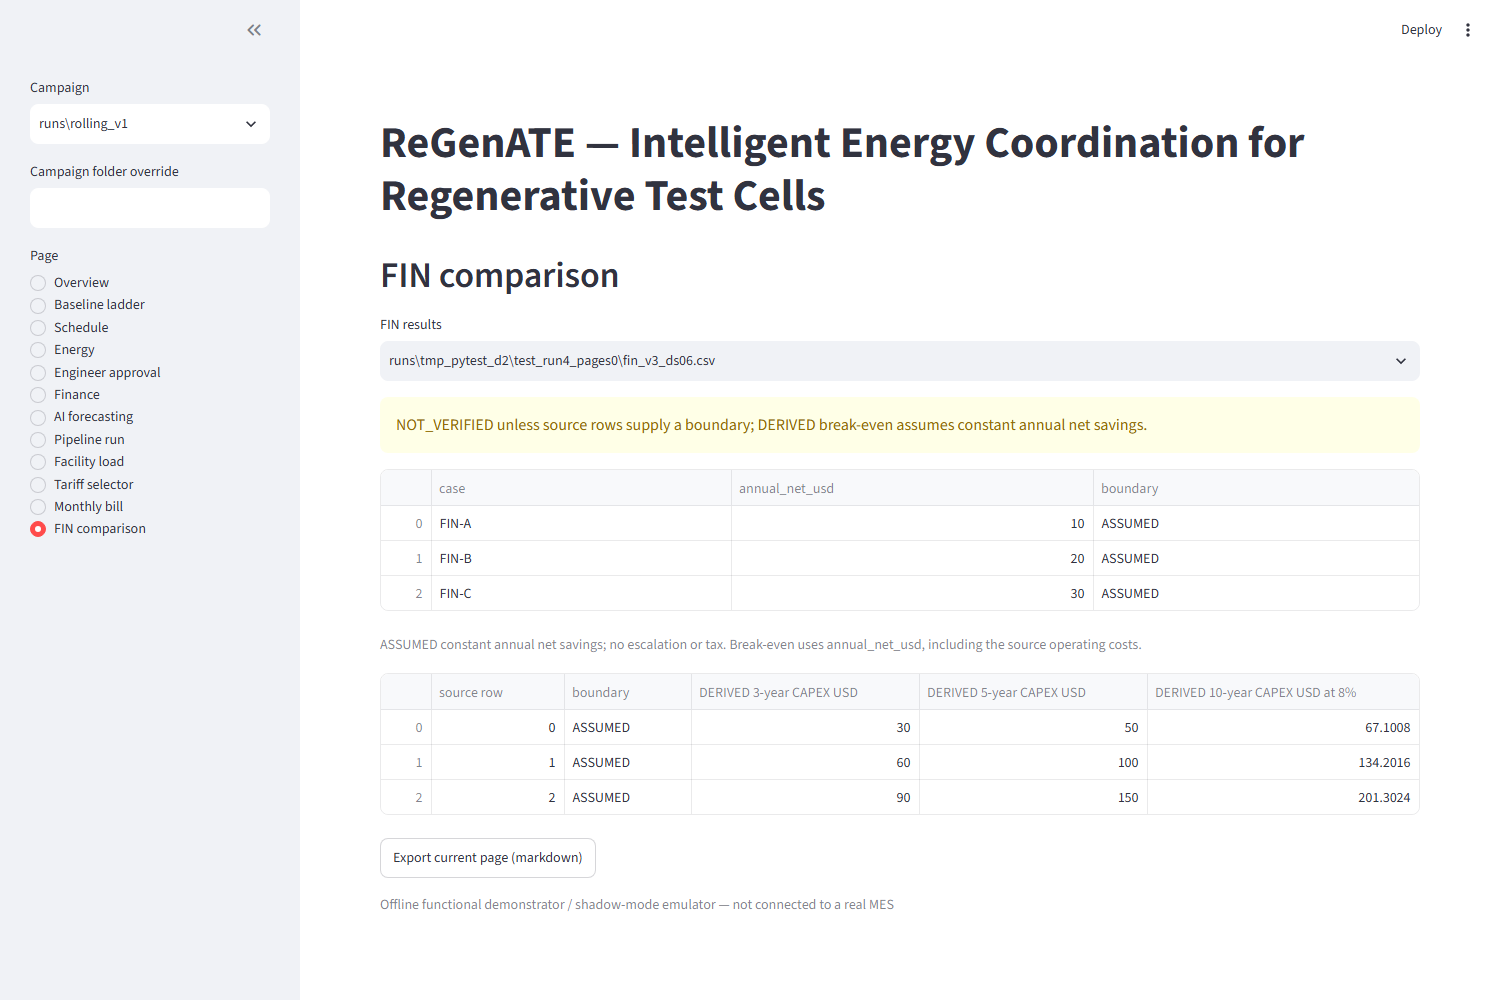 Deploy
Campaign
runs\rolling_v1
Campaign folder override
Page
Overview
Baseline ladder
Schedule
Energy
Engineer approval
Finance
AI forecasting
Pipeline run
Facility load
Tariff selector
Monthly bill
FIN comparison
ReGenATE — Intelligent Energy Coordination for
Regenerative Test Cells
FIN comparison
FIN results
runs\tmp_pytest_d2\test_run4_pages0\fin_v3_ds06.csv
NOT_VERIFIED unless source rows supply a boundary; DERIVED break-even assumes constant annual net savings.
case annual_net_usd boundary
0 FIN-A 10 ASSUMED
1 FIN-B 20 ASSUMED
2 FIN-C 30 ASSUMED
ASSUMED constant annual net savings; no escalation or tax. Break-even uses annual_net_usd, including the source operating costs.
source row boundary DERIVED 3-year CAPEX USD DERIVED 5-year CAPEX USD DERIVED 10-year CAPEX USD at 8%
0 0 ASSUMED 30 50 67.1008
1 1 ASSUMED 60 100 134.2016
2 2 ASSUMED 90 150 201.3024
Export current page (markdown)
Offline functional demonstrator / shadow-mode emulator — not connected to a real MES